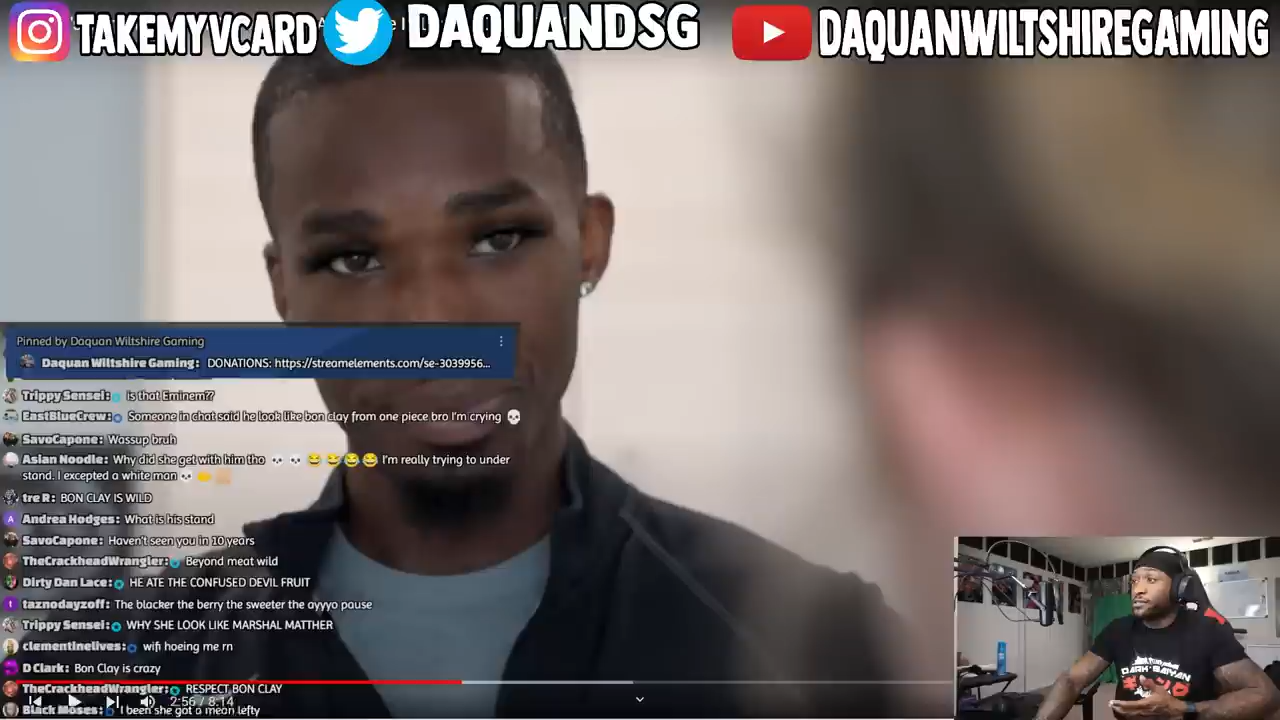 TAKEMYVCARD
DAQUANDSG
DAQUANWILTSHIREGAMING
Pinned by Daquan Wiltshire Gaming
Daquan Wiltshire Gaming: DONATIONS: https://streamelements.com/se-3039956...
Trippy Sensei: is that Eminem??
EastBlueCrew: Someone in chat said he look like bon clay from one piece bro I'm crying 💀
SavoCapone: Wassup bruh
Asian Noodle: Why did she get with him tho 💀 💀 😂 😂 😂 😂 I'm really trying to under
stand. I excepted a white man 💀
tre R: BON CLAY IS WILD
A Andrea Hodges: What is his stand
SavoCapone: Haven't seen you in 10 years
TheCrackheadWrangler: Beyond meat wild
Dirty Dan Lace: HE ATE THE CONFUSED DEVIL FRUIT
taznodayzoff: The blacker the berry the sweeter the ayyyo pause
Trippy Sensei: WHY SHE LOOK LIKE MARSHAL MATTHER
clementinelives: wifi hoeing me rn
D Clark: Bon Clay is crazy
TheCrackheadWrangler: RESPECT BON CLAY
2:56 / 8:14
Black Moses: I been she got a mean lefty
DARK SAIYAN